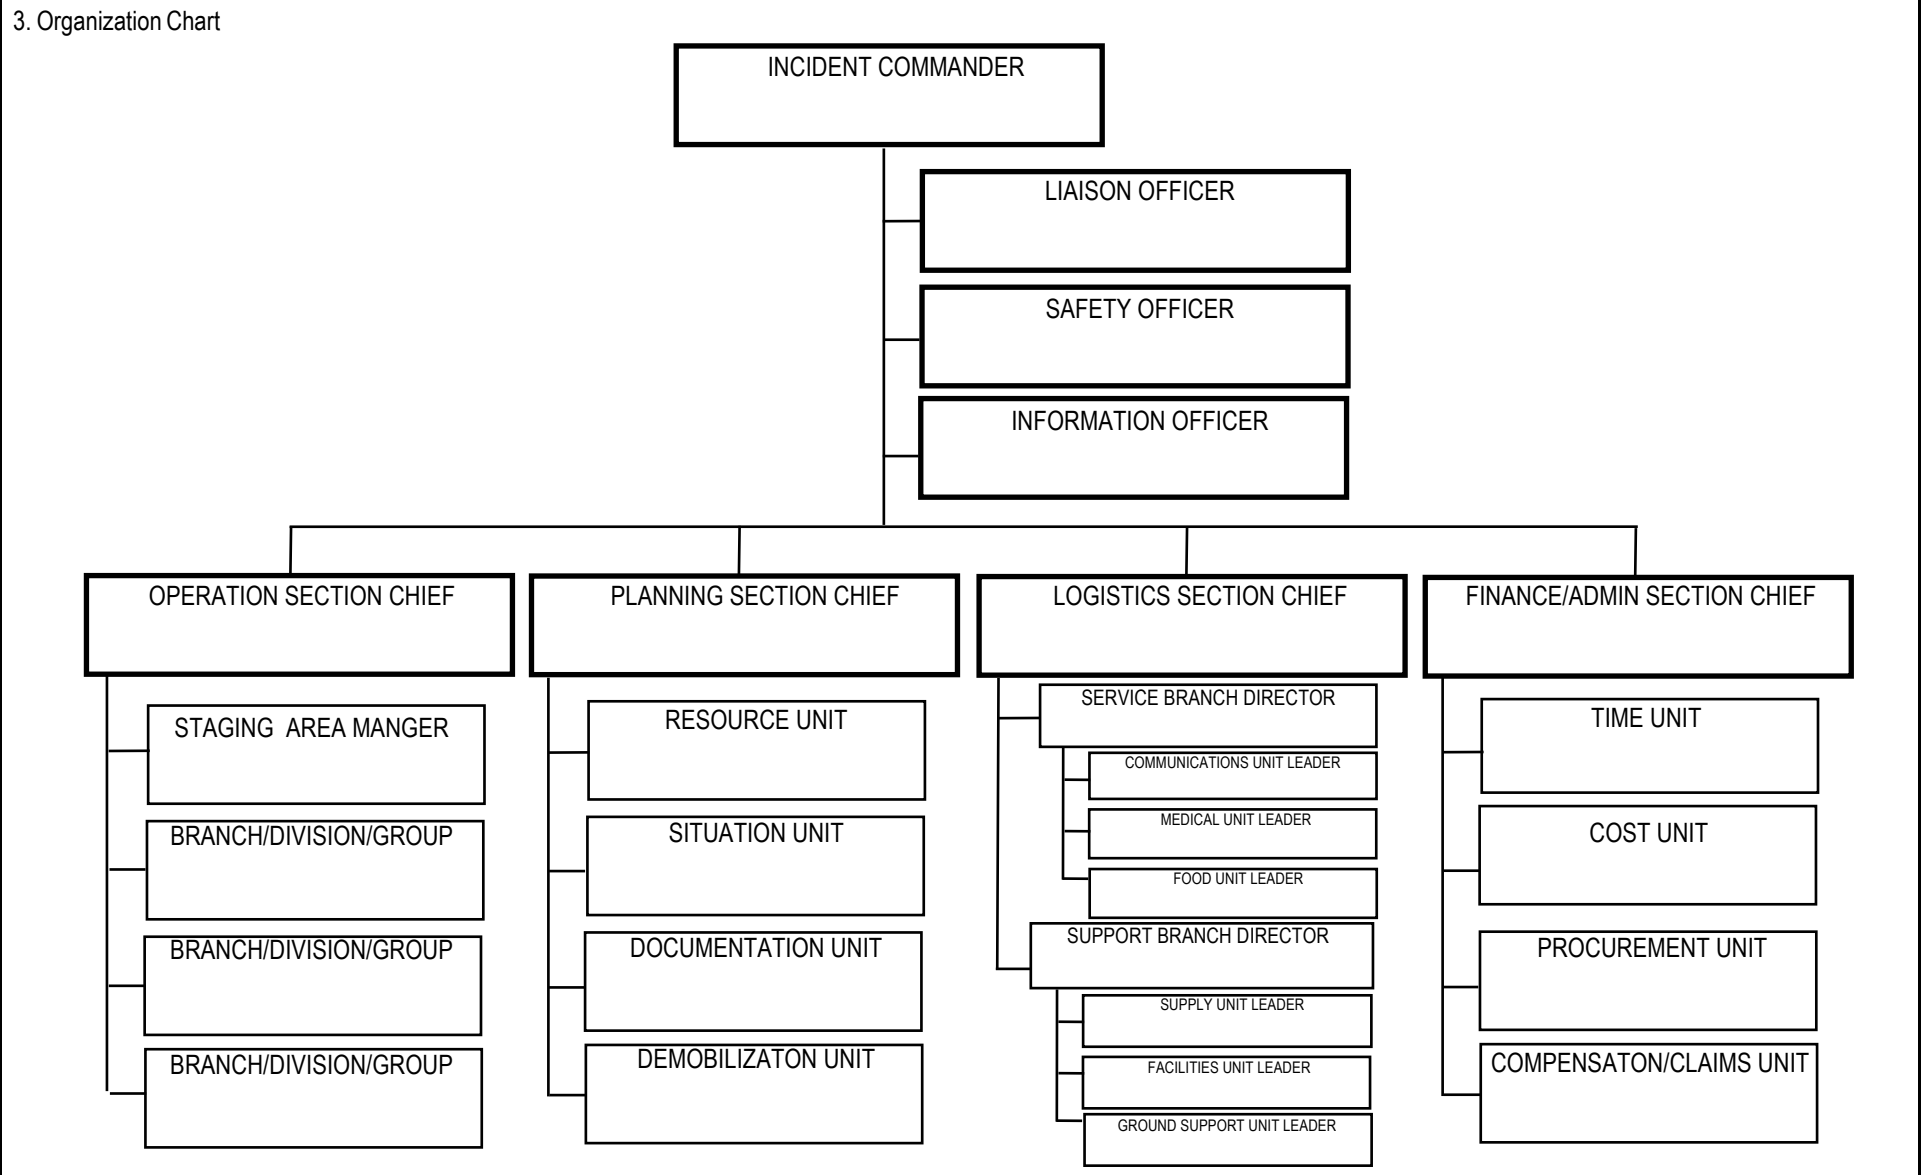 3. Organization Chart
INCIDENT COMMANDER
LIAISON OFFICER
SAFETY OFFICER
INFORMATION OFFICER
OPERATION SECTION CHIEF
STAGING  AREA MANGER
BRANCH/DIVISION/GROUP
BRANCH/DIVISION/GROUP
BRANCH/DIVISION/GROUP
PLANNING SECTION CHIEF
RESOURCE UNIT
SITUATION UNIT
DOCUMENTATION UNIT
DEMOBILIZATON UNIT
LOGISTICS SECTION CHIEF
SERVICE BRANCH DIRECTOR
COMMUNICATIONS UNIT LEADER
MEDICAL UNIT LEADER
FOOD UNIT LEADER
SUPPORT BRANCH DIRECTOR
SUPPLY UNIT LEADER
FACILITIES UNIT LEADER
GROUND SUPPORT UNIT LEADER
FINANCE/ADMIN SECTION CHIEF
TIME UNIT
COST UNIT
PROCUREMENT UNIT
COMPENSATON/CLAIMS UNIT